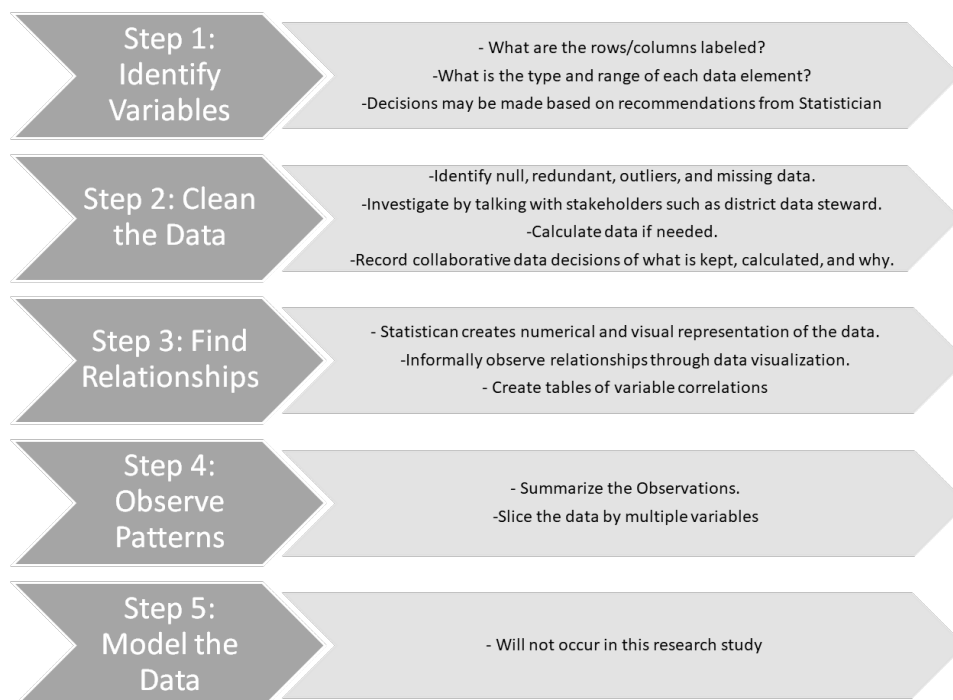 Step 1:
Identify
Variables
- What are the rows/columns labeled?
-What is the type and range of each data element?
-Decisions may be made based on recommendations from Statistician
Step 2: Clean
the Data
-Identify null, redundant, outliers, and missing data.
-Investigate by talking with stakeholders such as district data steward.
-Calculate data if needed.
-Record collaborative data decisions of what is kept, calculated, and why.
Step 3: Find
Relationships
- Statistican creates numerical and visual representation of the data.
-Informally observe relationships through data visualization.
- Create tables of variable correlations
Step 4:
Observe
Patterns
- Summarize the Observations.
-Slice the data by multiple variables
Step 5:
Model the
Data
- Will not occur in this research study